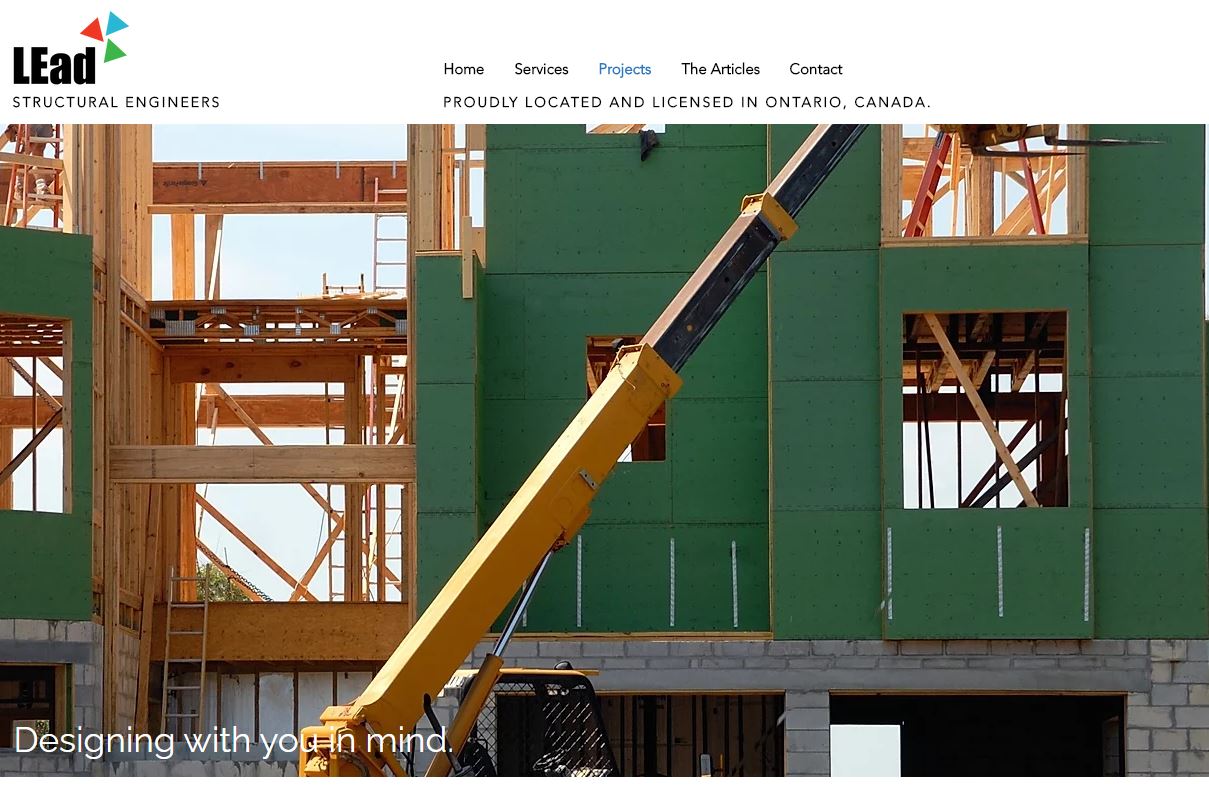 LEad
STRUCTURAL ENGINEERS
Home Services Projects The Articles Contact
PROUDLY LOCATED AND LICENSED IN ONTARIO, CANADA.
Designing with you in mind.